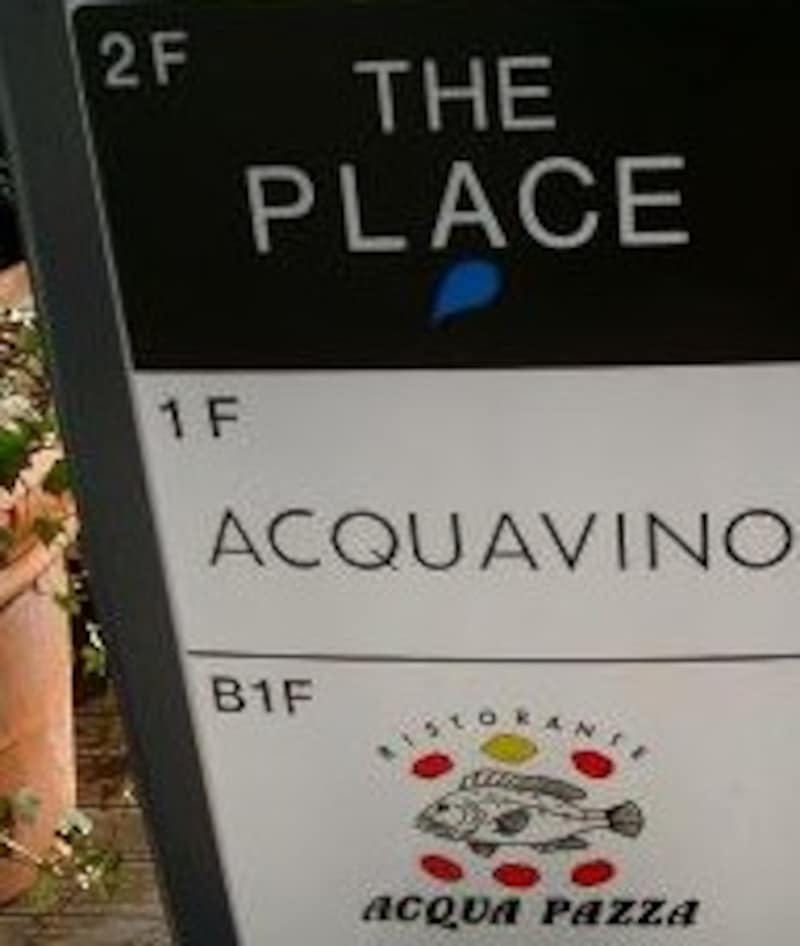 2F
THE
PLACE
1F
ACQUAVINO
B1F
RISTORANTE
ACQUA PAZZA